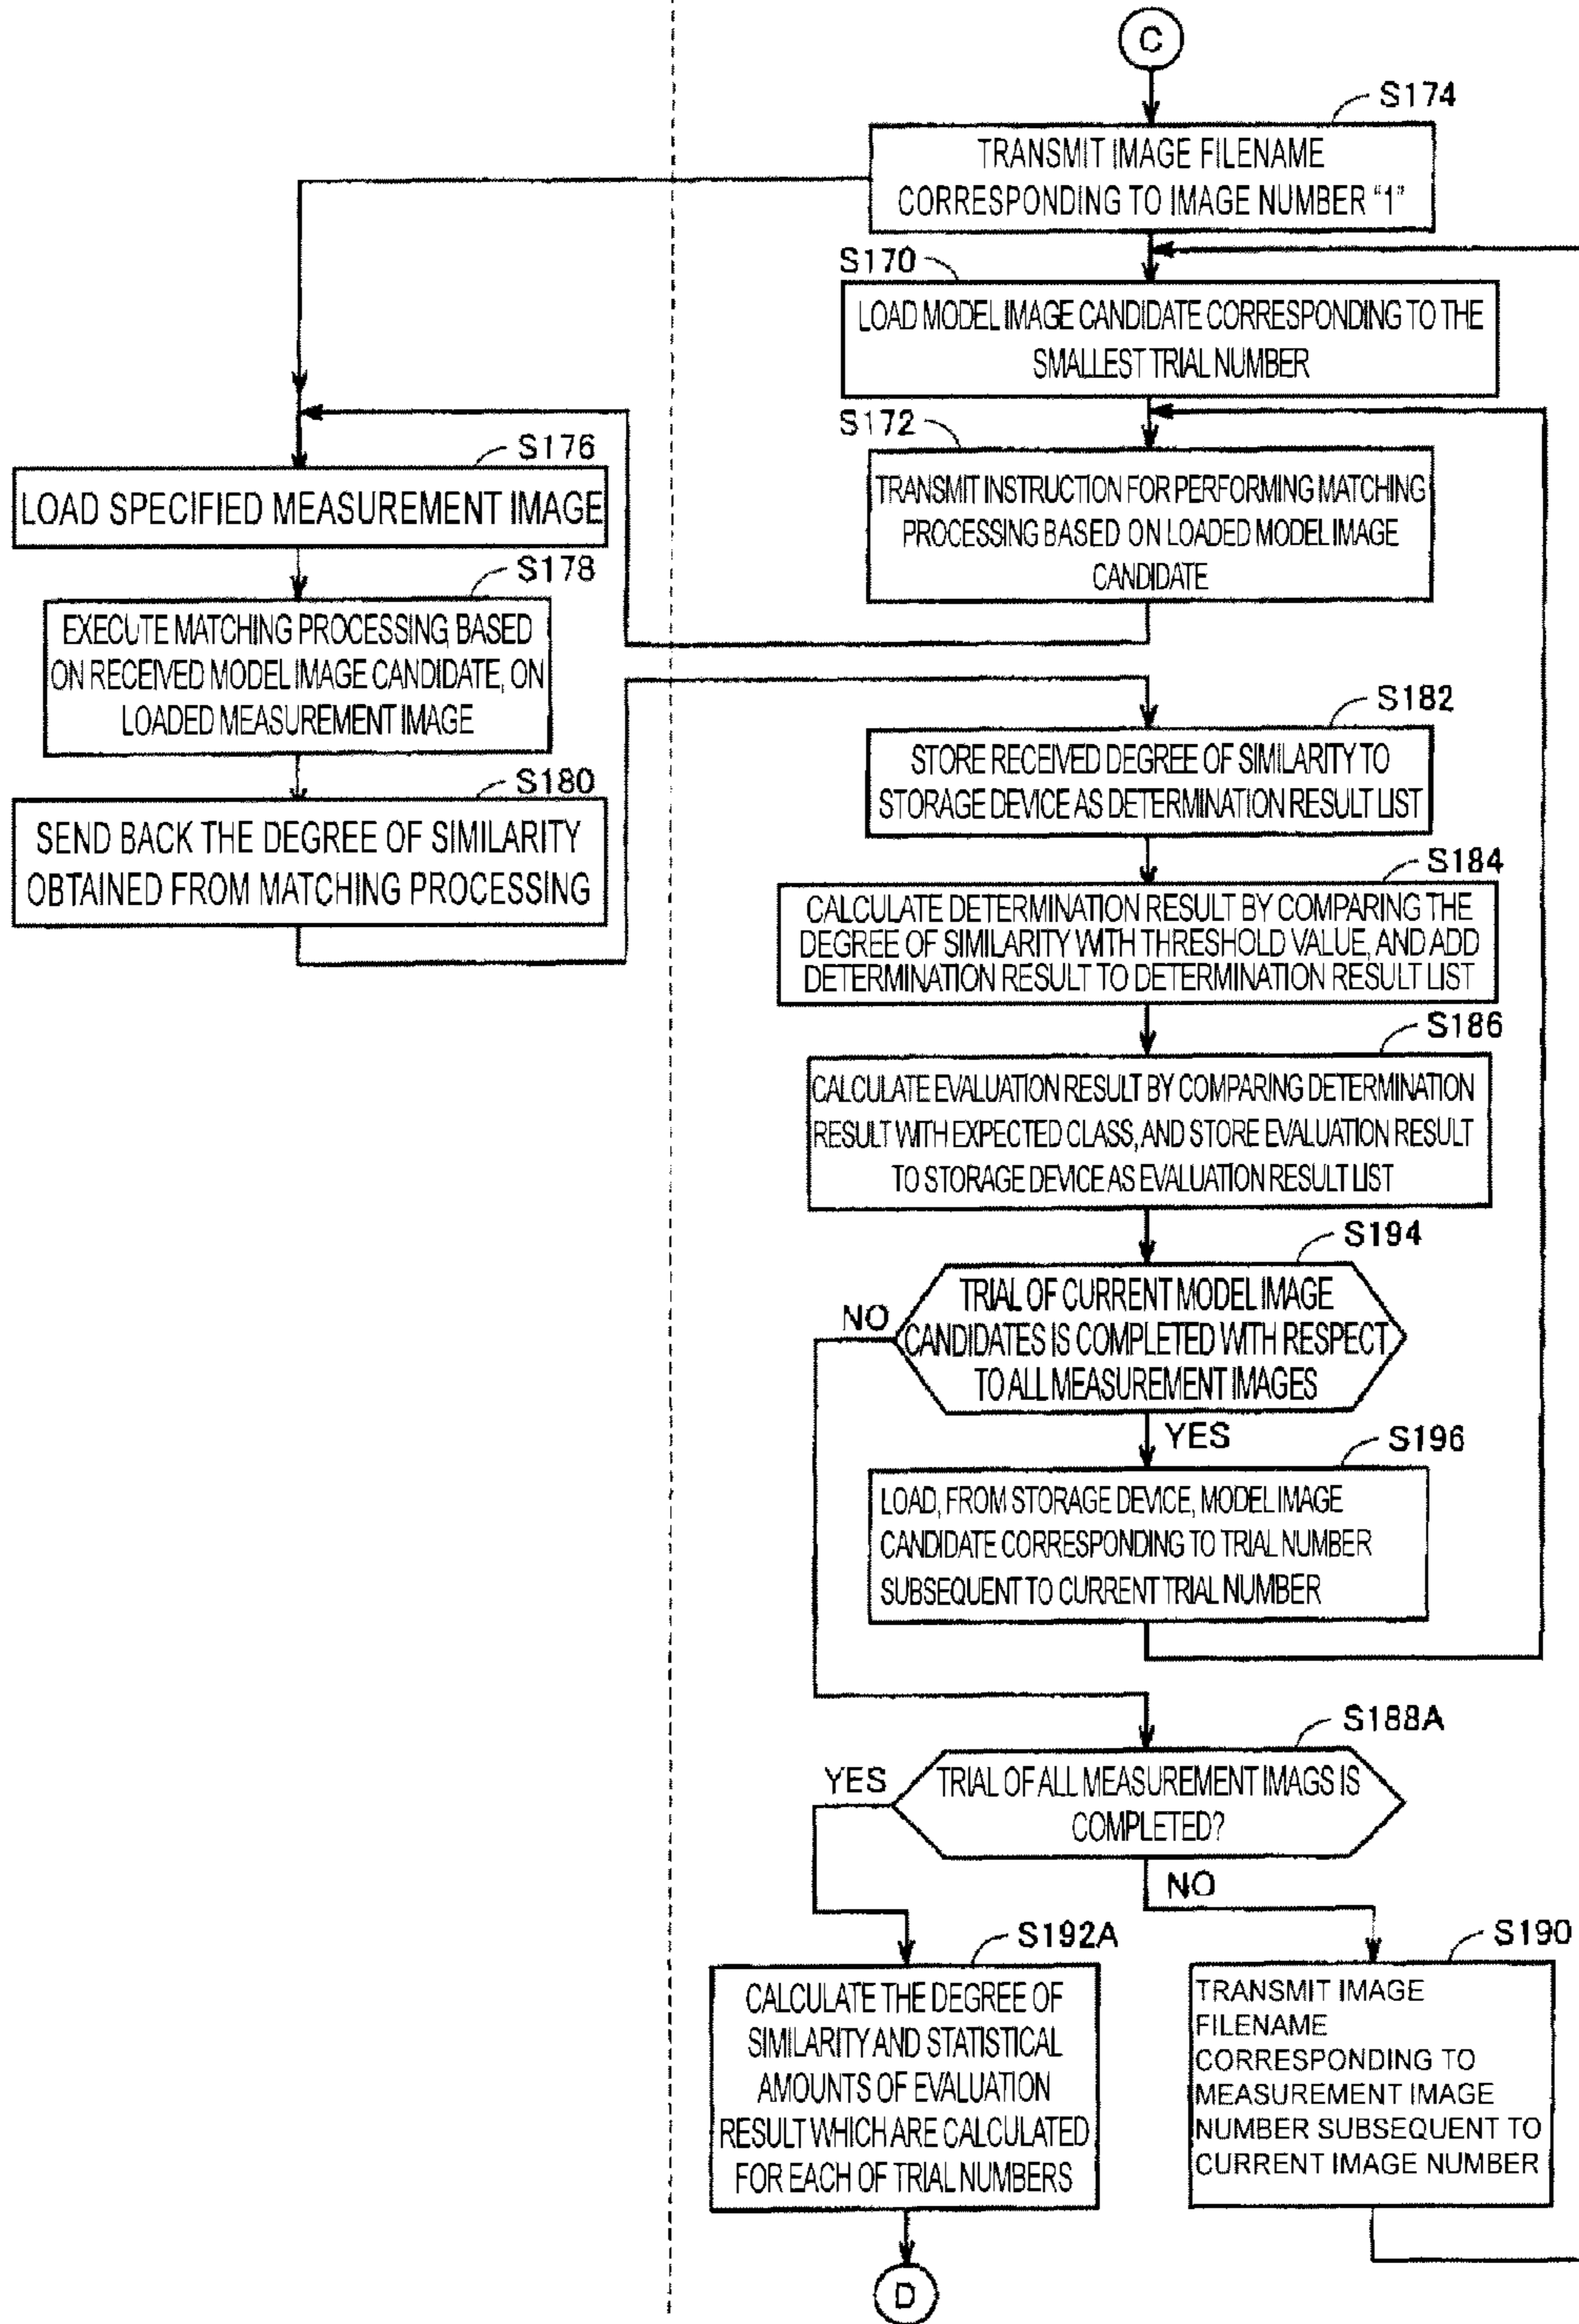 C
S174
TRANSMIT IMAGE FILENAME
CORRESPONDING TO IMAGE NUMBER “1”
S170
LOAD MODEL IMAGE CANDIDATE CORRESPONDING TO THE
SMALLEST TRIAL NUMBER
S172
TRANSMIT INSTRUCTION FOR PERFORMING MATCHING
PROCESSING BASED ON LOADED MODEL IMAGE
CANDIDATE
S176
LOAD SPECIFIED MEASUREMENT IMAGE
S178
EXECUTE MATCHING PROCESSING, BASED
ON RECEIVED MODEL IMAGE CANDIDATE, ON
LOADED MEASUREMENT IMAGE
S180
SEND BACK THE DEGREE OF SIMILARITY
OBTAINED FROM MATCHING PROCESSING
S182
STORE RECEIVED DEGREE OF SIMILARITY TO
STORAGE DEVICE AS DETERMINATION RESULT LIST
S184
CALCULATE DETERMINATION RESULT BY COMPARING THE
DEGREE OF SIMILARITY WITH THRESHOLD VALUE, AND ADD
DETERMINATION RESULT TO DETERMINATION RESULT LIST
S186
CALCULATE EVALUATION RESULT BY COMPARING DETERMINATION
RESULT WITH EXPECTED CLASS, AND STORE EVALUATION RESULT
TO STORAGE DEVICE AS EVALUATION RESULT LIST
S194
TRIAL OF CURRENT MODEL IMAGE
CANDIDATES IS COMPLETED WITH RESPECT
TO ALL MEASUREMENT IMAGES
NO
YES
S196
LOAD, FROM STORAGE DEVICE, MODEL IMAGE
CANDIDATE CORRESPONDING TO TRIAL NUMBER
SUBSEQUENT TO CURRENT TRIAL NUMBER
S188A
TRIAL OF ALL MEASUREMENT IMAGS IS
COMPLETED?
YES
NO
S192A
CALCULATE THE DEGREE OF
SIMILARITY AND STATISTICAL
AMOUNTS OF EVALUATION
RESULT WHICH ARE CALCULATED
FOR EACH OF TRIAL NUMBERS
S190
TRANSMIT IMAGE
FILENAME
CORRESPONDING TO
MEASUREMENT IMAGE
NUMBER SUBSEQUENT TO
CURRENT IMAGE NUMBER
D